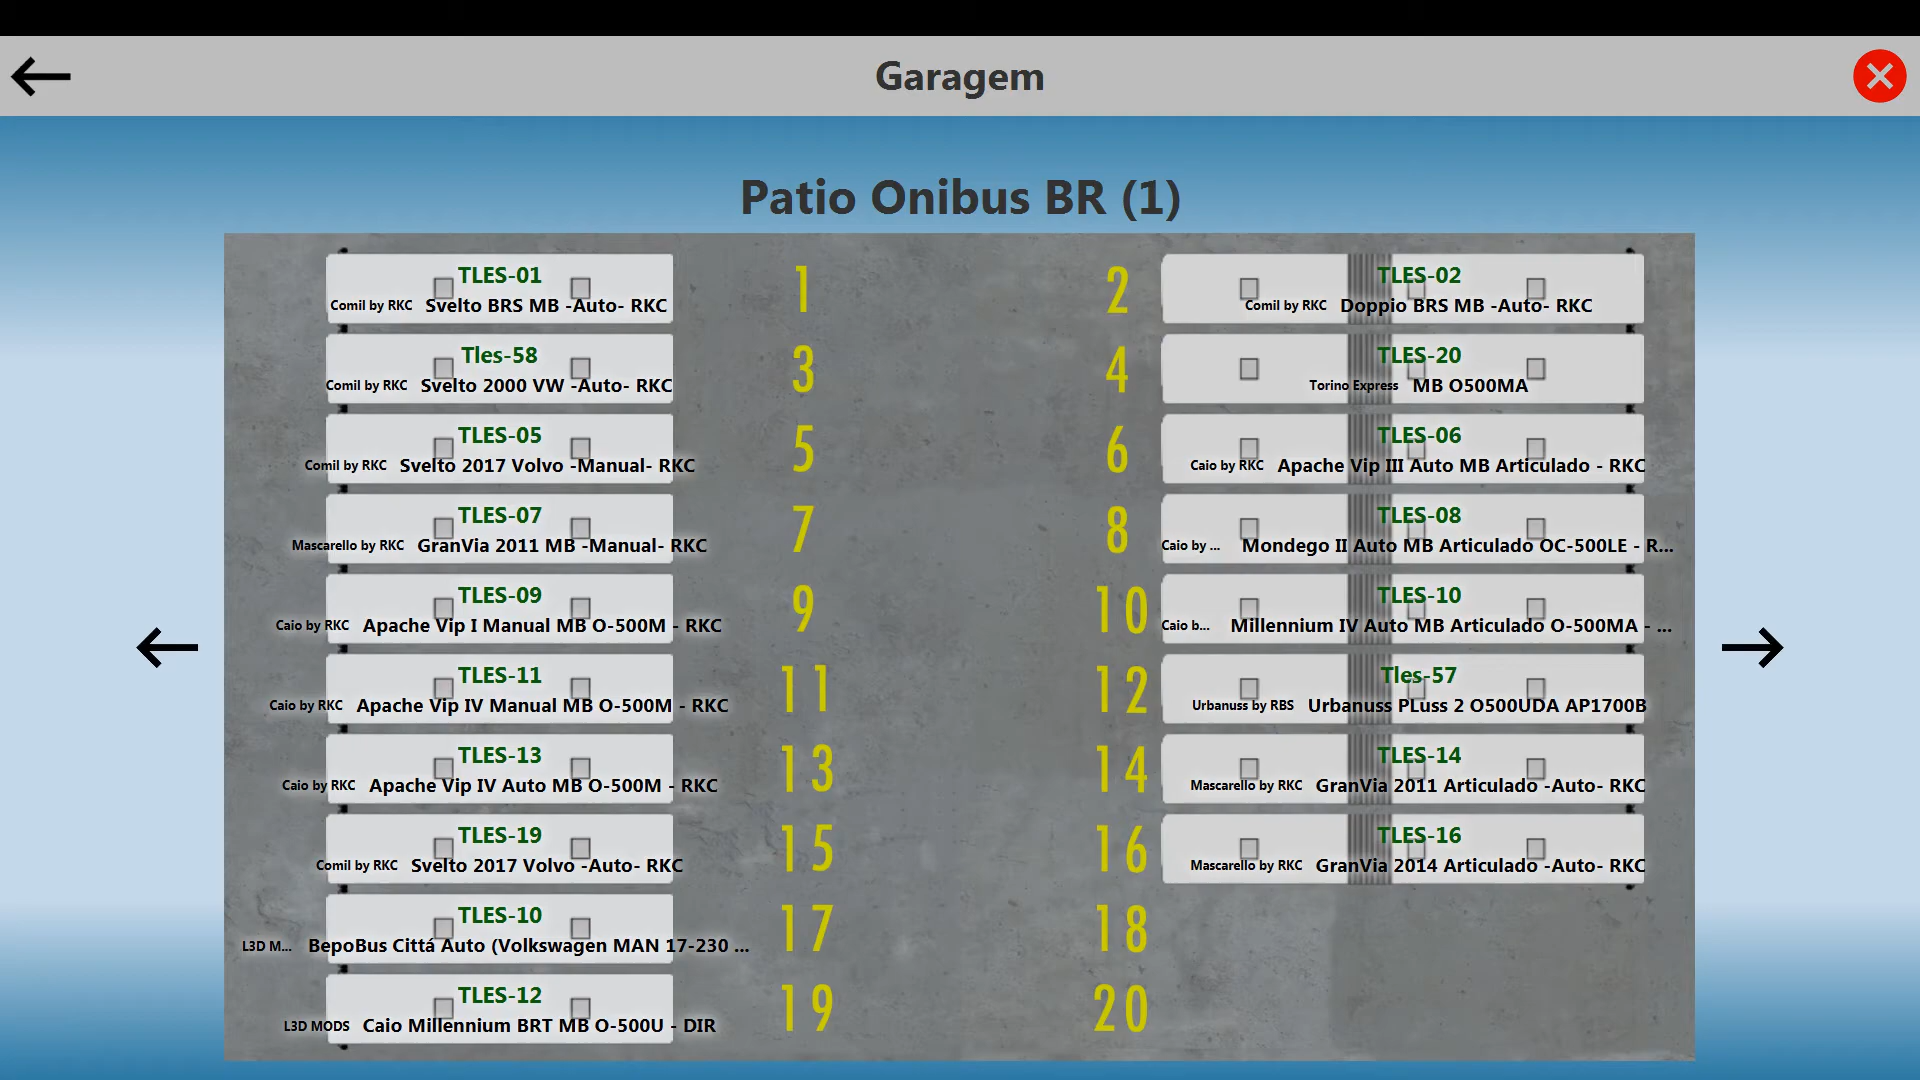 Garagem
Patio Onibus BR (1)
TLES-01
Comil by RKC Svelto BRS MB -Auto- RKC
1
2
TLES-02
Comil by RKC Doppio BRS MB -Auto- RKC
Tles-58
Comil by RKC Svelto 2000 VW -Auto- RKC
3
4
TLES-20
Torino Express MB O500MA
TLES-05
Comil by RKC Svelto 2017 Volvo -Manual- RKC
5
6
TLES-06
Caio by RKC Apache Vip III Auto MB Articulado - RKC
TLES-07
Mascarello by RKC GranVia 2011 MB -Manual- RKC
7
8
TLES-08
Caio by ... Mondego II Auto MB Articulado OC-500LE - R...
TLES-09
Caio by RKC Apache Vip I Manual MB O-500M - RKC
9
10
TLES-10
Caio b... Millennium IV Auto MB Articulado O-500MA - ...
TLES-11
Caio by RKC Apache Vip IV Manual MB O-500M - RKC
11
12
Tles-57
Urbanuss by RBS Urbanuss PLuss 2 O500UDA AP1700B
TLES-13
Caio by RKC Apache Vip IV Auto MB O-500M - RKC
13
14
TLES-14
Mascarello by RKC GranVia 2011 Articulado -Auto- RKC
TLES-19
Comil by RKC Svelto 2017 Volvo -Auto- RKC
15
16
TLES-16
Mascarello by RKC GranVia 2014 Articulado -Auto- RKC
TLES-10
L3D M... BepoBus Cittá Auto (Volkswagen MAN 17-230 ...
17
18
TLES-12
L3D MODS Caio Millennium BRT MB O-500U - DIR
19
20